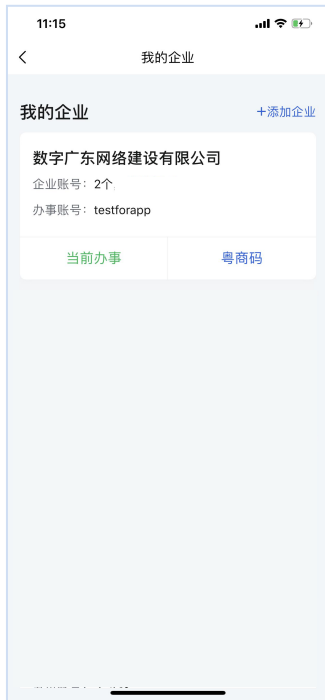 11:15
我的企业
我的企业
+添加企业
数字广东网络建设有限公司
企业账号：2个
办事账号：testforapp
当前办事
粤商码